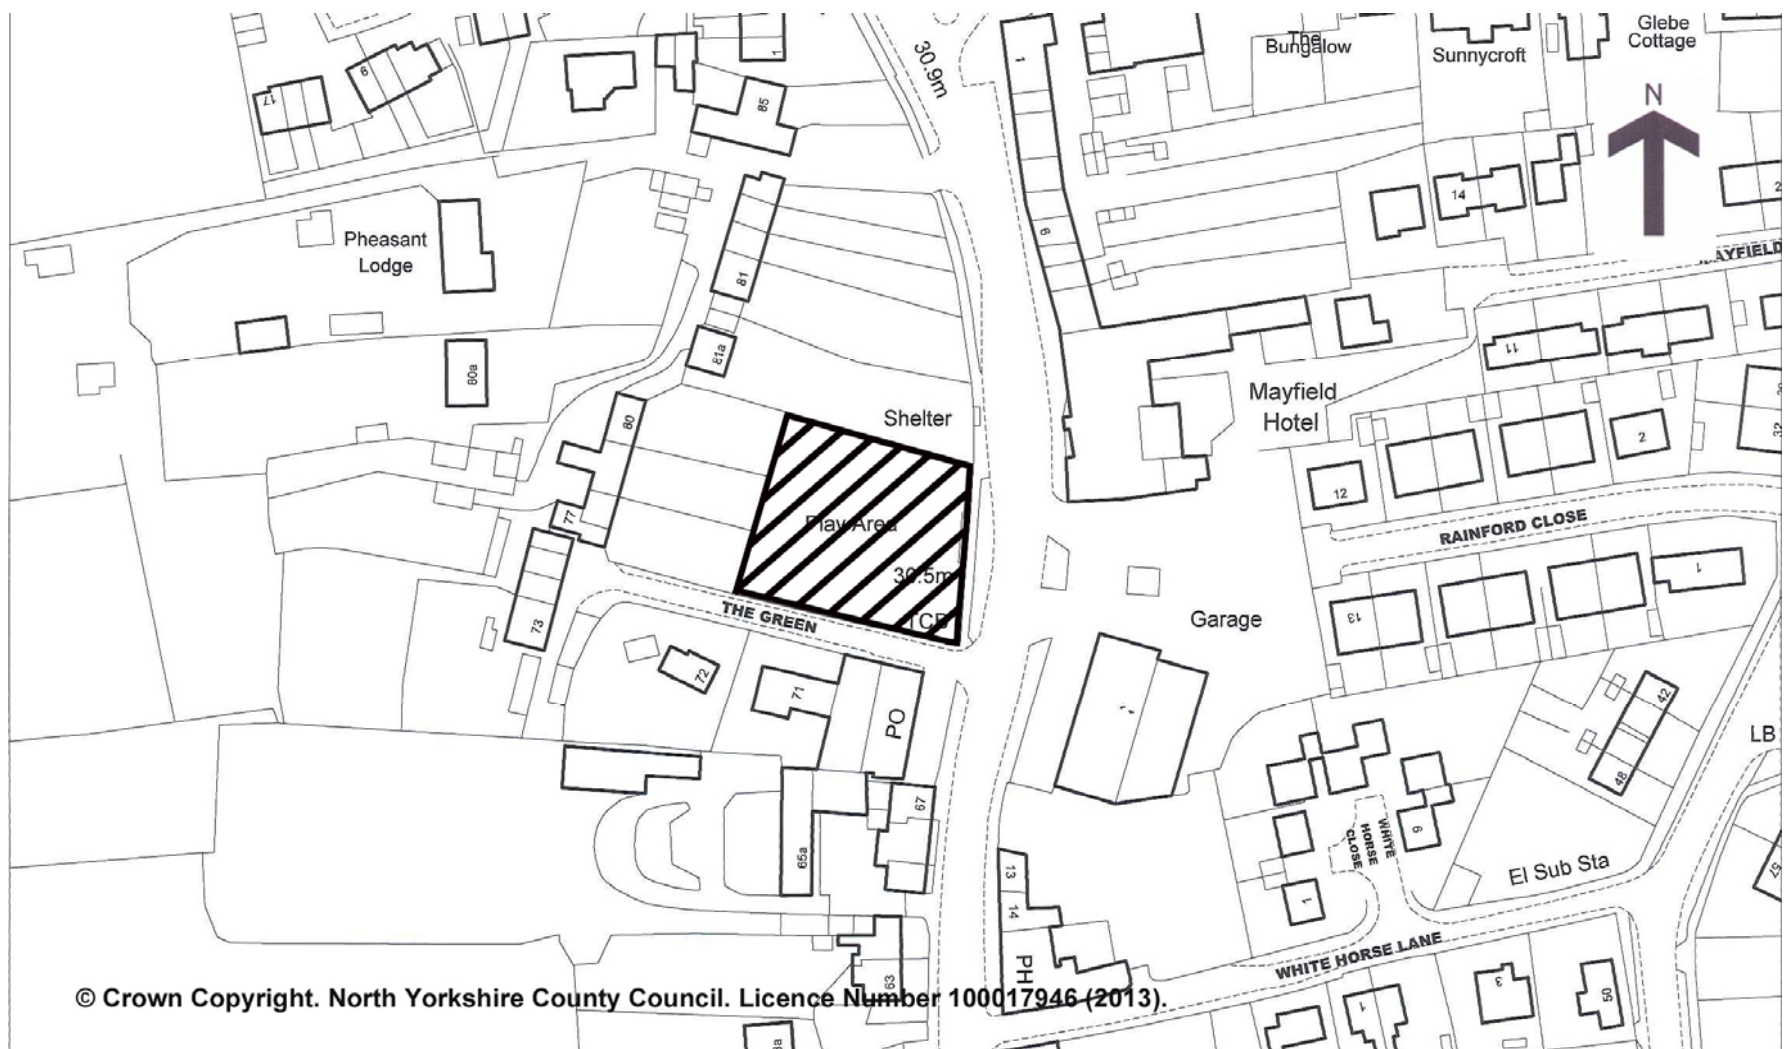 30.9m
1
The
Bungalow
Sunnycroft
Glebe
Cottage
N
17
9
1
85
14
2
6
Pheasant
Lodge
81
MAYFIELD
81a
80a
11
Mayfield
Hotel
Shelter
80
2
32
12
Play Area
77
RAINFORD CLOSE
30.5m
1
THE GREEN
TCB
Garage
13
73
72
71
PO
42
LB
48
67
WHITE
HORSE
CLOSE
9
65a
13
El Sub Sta
57
14
1
WHITE HORSE LANE
PH
63
3
50
1
© Crown Copyright. North Yorkshire County Council. Licence Number 100017946 (2013).